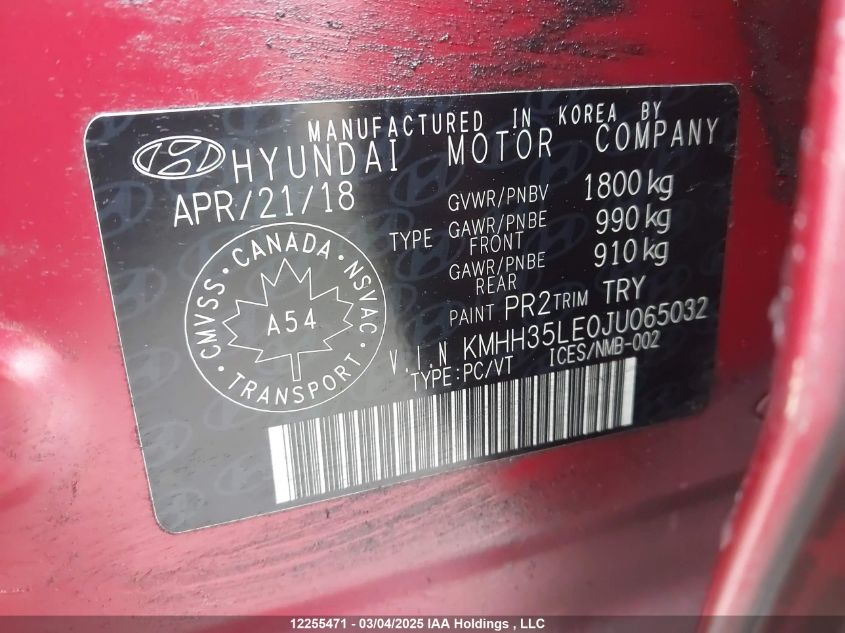 MANUFACTURED IN KOREA BY
HYUNDAI MOTOR COMPANY
APR/21/18
GVWR/PNBV 1800 kg
TYPE GAWR/PNBE FRONT 990 kg
GAWR/PNBE REAR 910 kg
PAINT PR2 TRIM TRY
V.I.N KMHH35LE0JU065032
TYPE:PC/VT ICES/NMB-002
CMVSS · CANADA · NSVAC · TRANSPORT ·
A54
12255471 - 03/04/2025 IAA Holdings , LLC